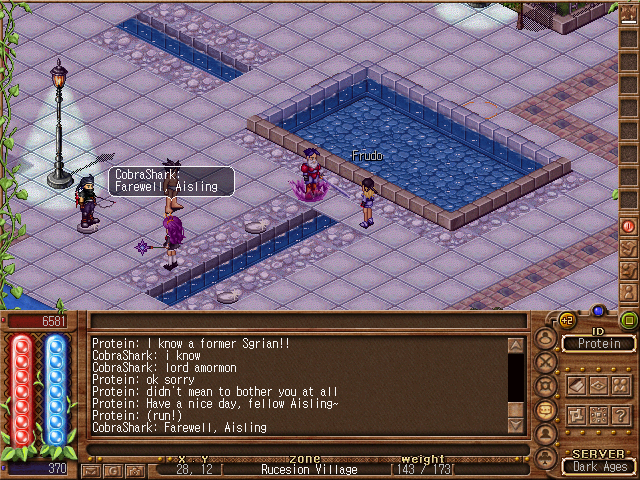 CobraShark:
Farewell, Aisling
Frudo
6581
370
Protein: I know a former Sgrian!!
CobraShark: i know
CobraShark: lord amormon
Protein: ok sorry
Protein: didn't mean to bother you at all
Protein: Have a nice day, fellow Aisling~
Protein: (run!)
CobraShark: Farewell, Aisling
x y zone weight
28, 12 Rucesion Village 143 / 173
+2
ID
Protein
?
SERVER
Dark Ages